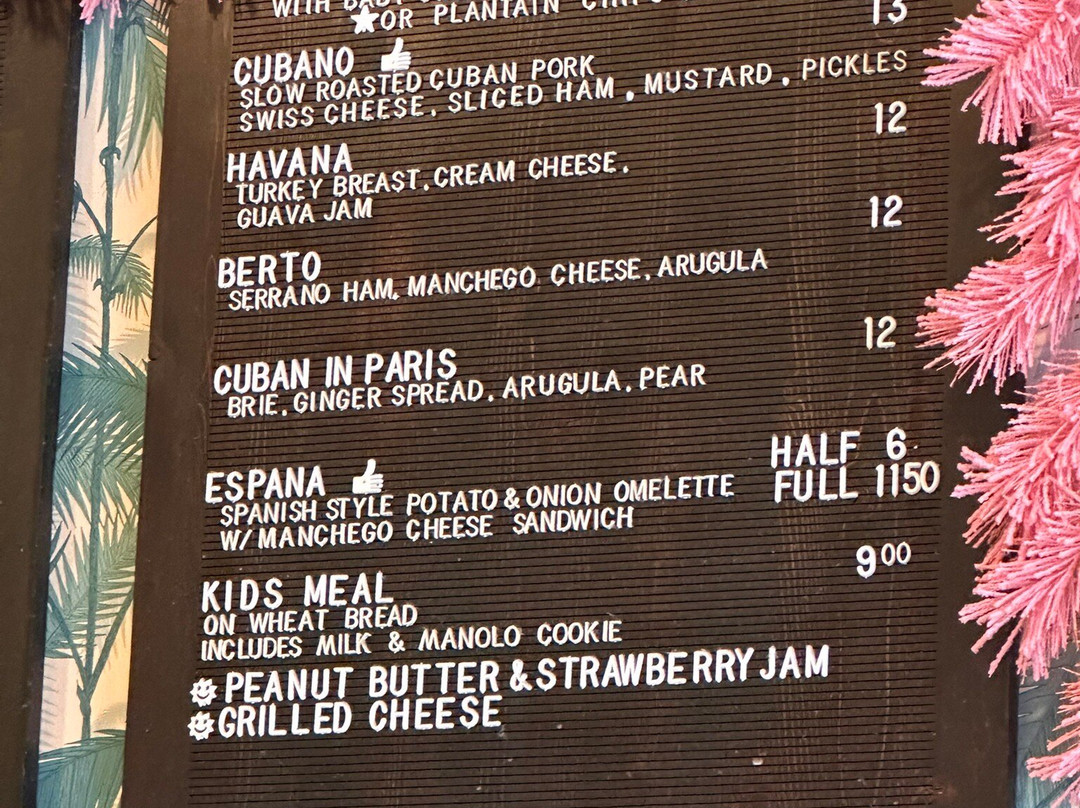 WITH
OR PLANTAIN
13
CUBANO
SLOW ROASTED CUBAN PORK
SWISS CHEESE. SLICED HAM . MUSTARD . PICKLES
12
HAVANA
TURKEY BREAST. CREAM CHEESE.
GUAVA JAM
12
BERTO
SERRANO HAM. MANCHEGO CHEESE. ARUGULA
12
CUBAN IN PARIS
BRIE. GINGER SPREAD. ARUGULA. PEAR
HALF 6.
ESPANA FULL 1150
SPANISH STYLE POTATO & ONION OMELETTE
W/ MANCHEGO CHEESE SANDWICH
900
KIDS MEAL
ON WHEAT BREAD
INCLUDES MILK & MANOLO COOKIE
PEANUT BUTTER & STRAWBERRY JAM
GRILLED CHEESE